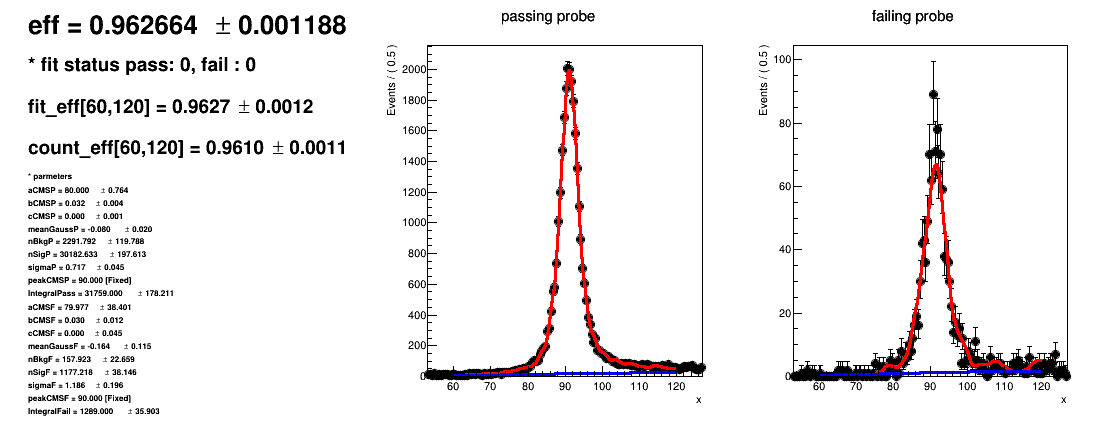 eff = 0.962664 ± 0.001188
* fit status pass: 0, fail : 0
fit_eff[60,120] = 0.9627 ± 0.0012
count_eff[60,120] = 0.9610 ± 0.0011
* parmeters
aCMSP = 80.000 ± 0.764
bCMSP = 0.032 ± 0.004
cCMSP = 0.000 ± 0.001
meanGaussP = -0.080 ± 0.020
nBkgP = 2291.792 ± 119.788
nSigP = 30182.633 ± 197.613
sigmaP = 0.717 ± 0.045
peakCMSP = 90.000 [Fixed]
IntegralPass = 31759.000 ± 178.211
aCMSF = 79.977 ± 38.401
bCMSF = 0.030 ± 0.012
cCMSF = 0.000 ± 0.045
meanGaussF = -0.164 ± 0.115
nBkgF = 157.923 ± 22.659
nSigF = 1177.218 ± 38.146
sigmaF = 1.186 ± 0.196
peakCMSF = 90.000 [Fixed]
IntegralFail = 1289.000 ± 35.903
passing probe
Events / ( 0.5 )
2000
1800
1600
1400
1200
1000
800
600
400
200
0
60 70 80 90 100 110 120
x
failing probe
Events / ( 0.5 )
100
80
60
40
20
0
60 70 80 90 100 110 120
x